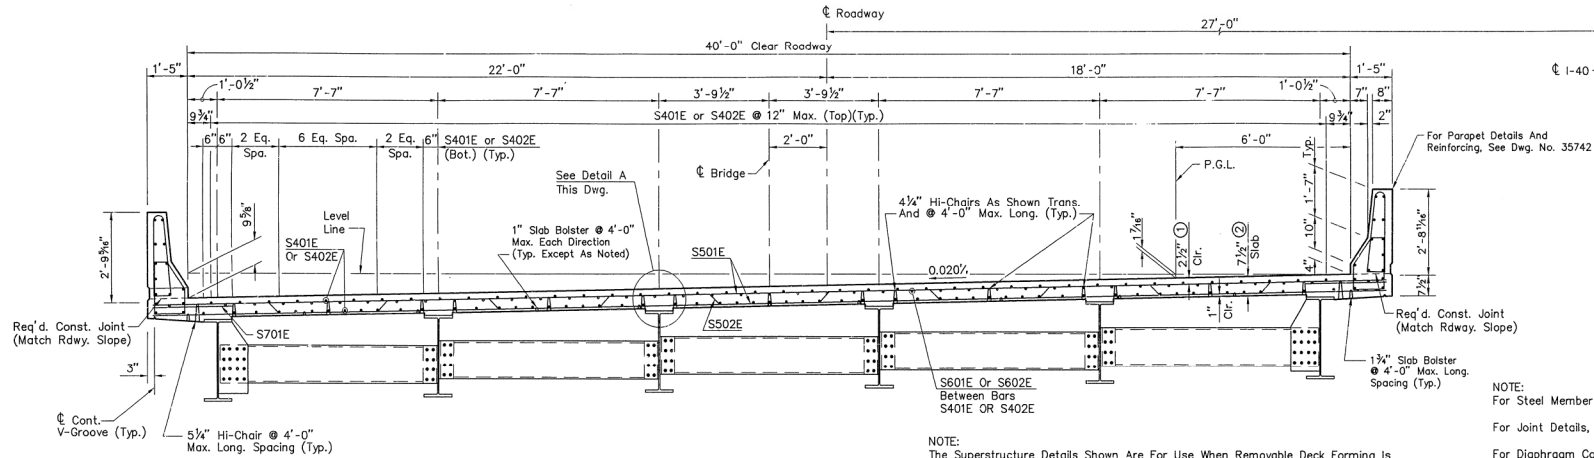 ℄ Roadway
27'-0"
40'-0" Clear Roadway
℄ I-40
1'-5"
22'-0"
18'-0"
1'-5"
1'-0½"
7'-7"
7'-7"
3'-9½"
3'-9½"
7'-7"
7'-7"
1'-0½"
7"
8"
9¾"
S401E or S402E @ 12" Max. (Top)(Typ.)
9¾"
2"
6"
6"
2 Eq.
Spa.
6 Eq. Spa.
2 Eq.
Spa.
6"
S401E or S402E
(Bot.) (Typ.)
2'-0"
6'-0"
℄ Bridge
P.G.L.
For Parapet Details And
Reinforcing, See Dwg. No. 35742
See Detail A
This Dwg.
4¼" Hi-Chairs As Shown Trans.
And @ 4'-0" Max. Long. (Typ.)
Typ.
1'-7"
10"
4"
9⅝"
Level
Line
1" Slab Bolster @ 4'-0"
Max. Each Direction
(Typ. Except As Noted)
S401E
Or S402E
S501E
1 7/16"
2½" ①
Clr.
7½" ②
Slab
2'-9 5/16"
2'-8 11/16"
7½"
0.020'/'
1"
Clr.
S502E
S701E
Req'd. Const. Joint
(Match Rdwy. Slope)
Req'd. Const. Joint
(Match Rdway. Slope)
3"
℄ Cont.
V-Groove (Typ.)
5¼" Hi-Chair @ 4'-0"
Max. Long. Spacing (Typ.)
S601E Or S602E
Between Bars
S401E OR S402E
1¾" Slab Bolster
@ 4'-0" Max. Long.
Spacing (Typ.)
NOTE:
The Superstructure Details Shown Are For Use When Removable Deck Forming Is
NOTE:
For Steel Member
For Joint Details,
For Diaphragm Co